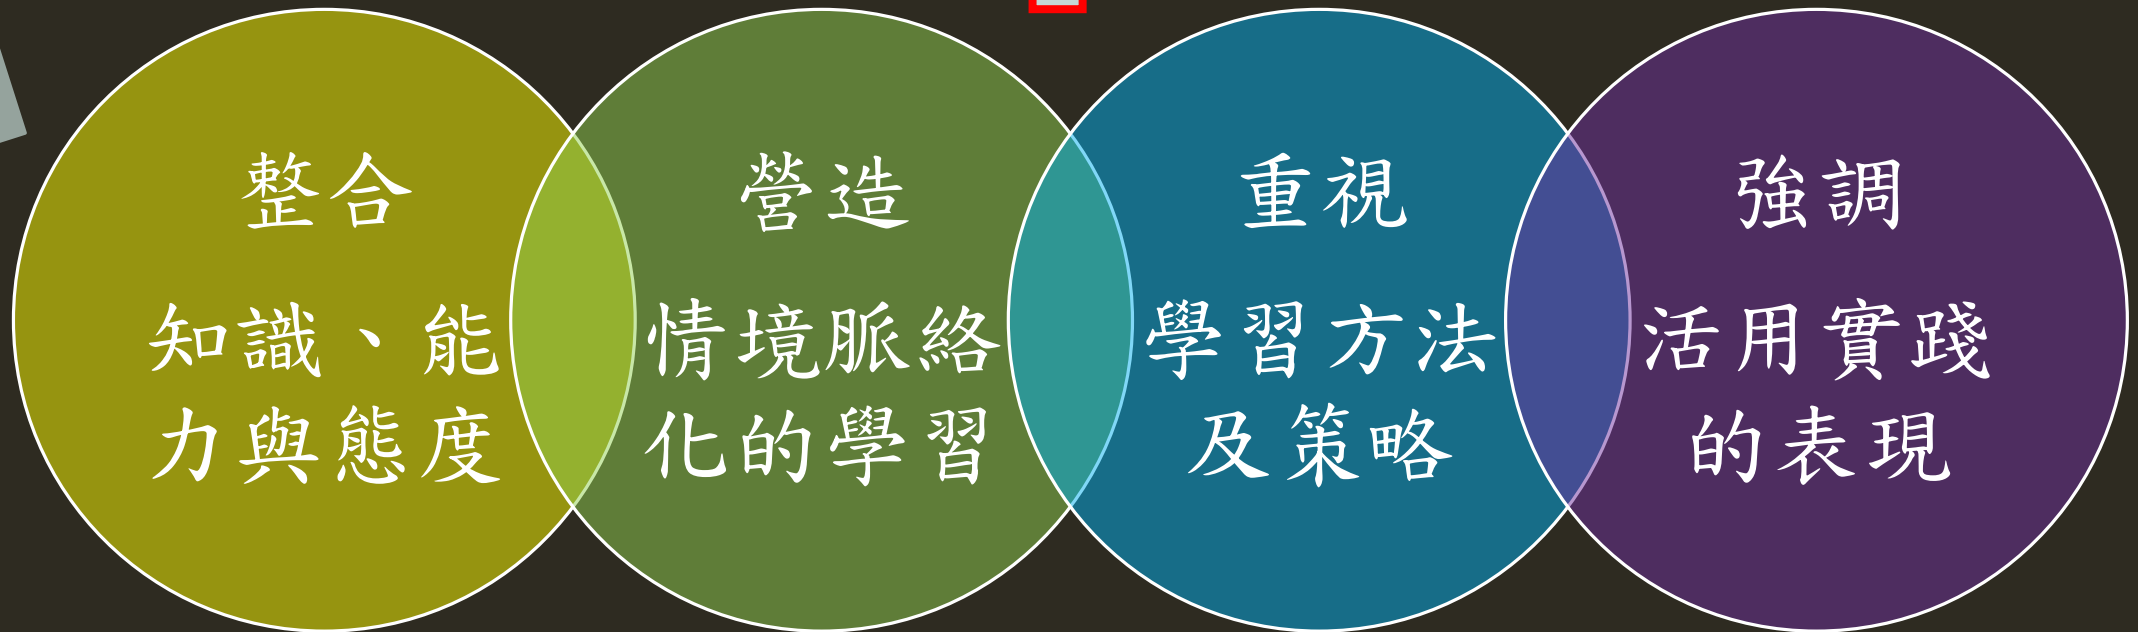 整合
知識、能
力與態度
營造
情境脈絡
化的學習
重視
學習方法
及策略
強調
活用實踐
的表現